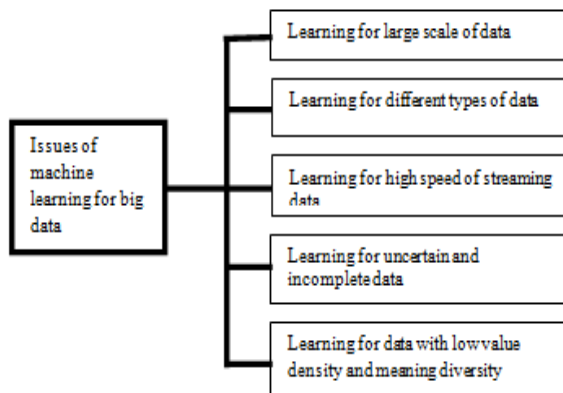 Issues of
machine
learning for big
data
Learning for large scale of data
Learning for different types of data
Learning for high speed of streaming
data
Learning for uncertain and
incomplete data
Learning for data with low value
density and meaning diversity